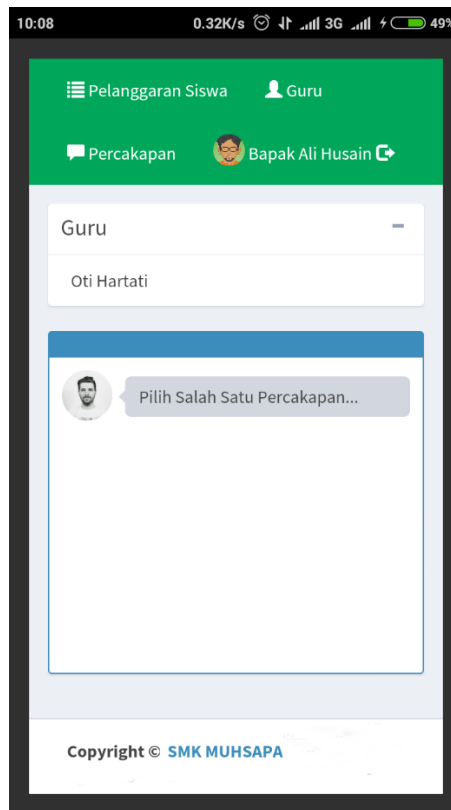 10:08 0.32K/s 3G 49%
Pelanggaran Siswa Guru
Percakapan Bapak Ali Husain
Guru
Oti Hartati
Pilih Salah Satu Percakapan...
Copyright © SMK MUHSAPA